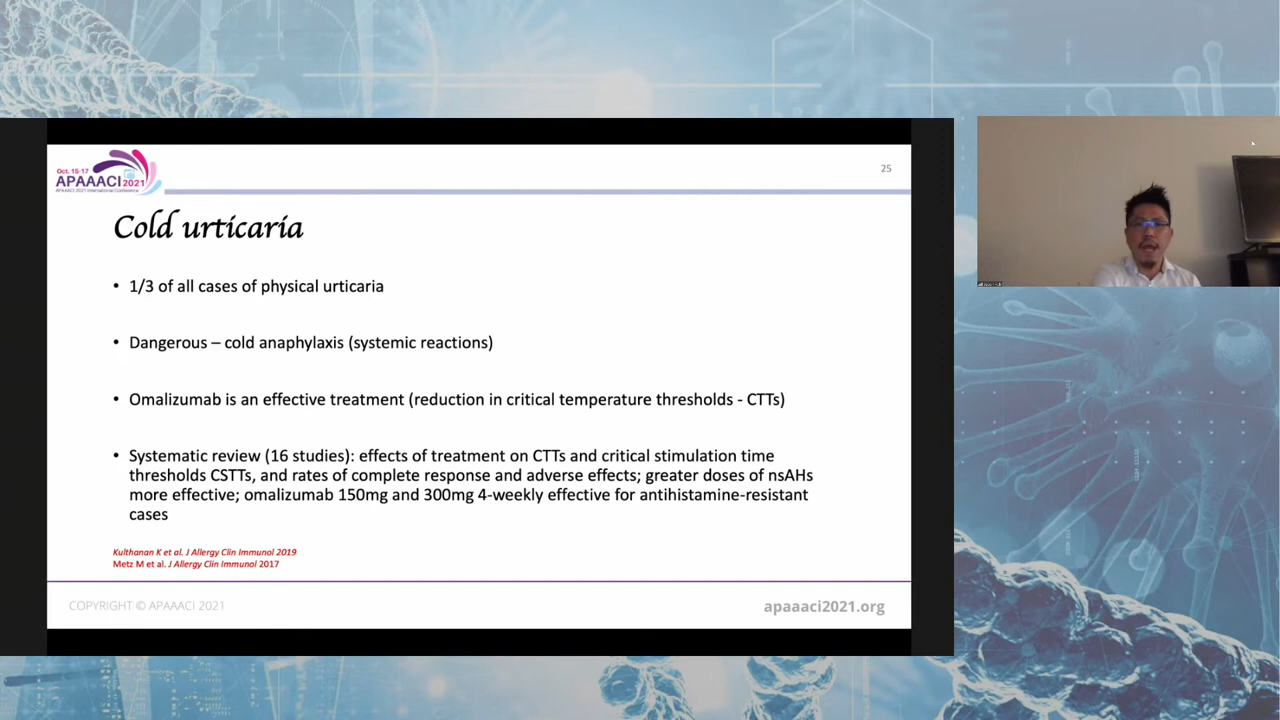 Oct. 15-17
APAAACI 2021
APAAACI 2021 International Conference
25
Cold urticaria
• 1/3 of all cases of physical urticaria
• Dangerous – cold anaphylaxis (systemic reactions)
• Omalizumab is an effective treatment (reduction in critical temperature thresholds - CTTs)
• Systematic review (16 studies): effects of treatment on CTTs and critical stimulation time
thresholds CSTTs, and rates of complete response and adverse effects; greater doses of nsAHs
more effective; omalizumab 150mg and 300mg 4-weekly effective for antihistamine-resistant
cases
Kulthanan K et al. J Allergy Clin Immunol 2019
Metz M et al. J Allergy Clin Immunol 2017
COPYRIGHT © APAAACI 2021
apaaaci2021.org